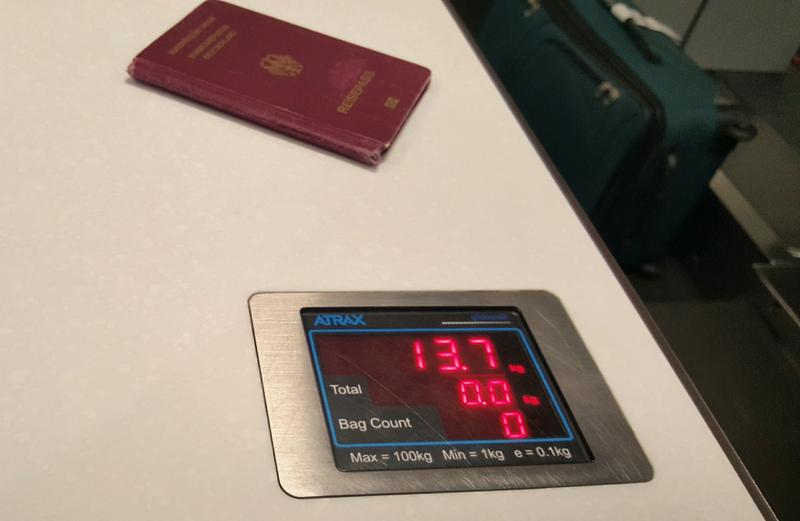 REISEPASS
ATRAX
13.7 kg
Total 0.0 kg
Bag Count 0
Max = 100kg Min = 1kg e = 0.1kg